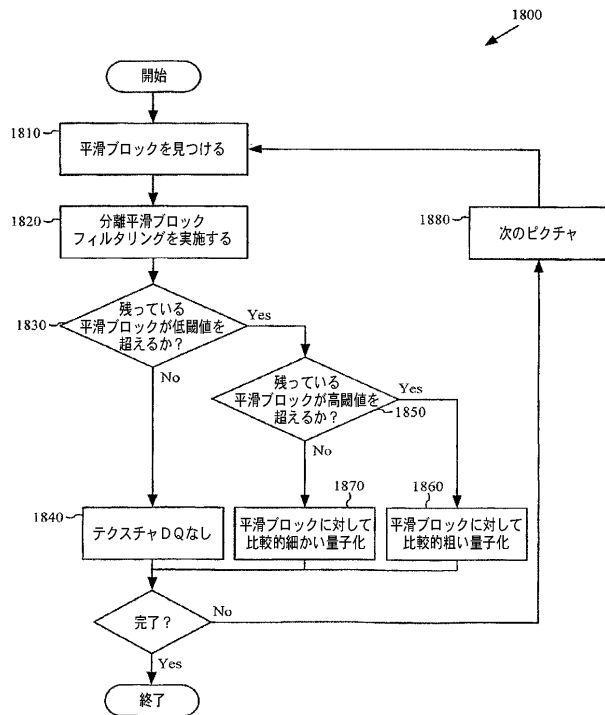 1800
開始
1810
平滑ブロックを見つける
1820
分離平滑ブロック
フィルタリングを実施する
1880
次のピクチャ
1830
残っている
平滑ブロックが低閾値を
超えるか？
Yes
No
残っている
平滑ブロックが高閾値を
超えるか？
1850
Yes
No
1840
テクスチャＤＱなし
1870
平滑ブロックに対して
比較的細かい量子化
1860
平滑ブロックに対して
比較的粗い量子化
完了？
No
Yes
終了